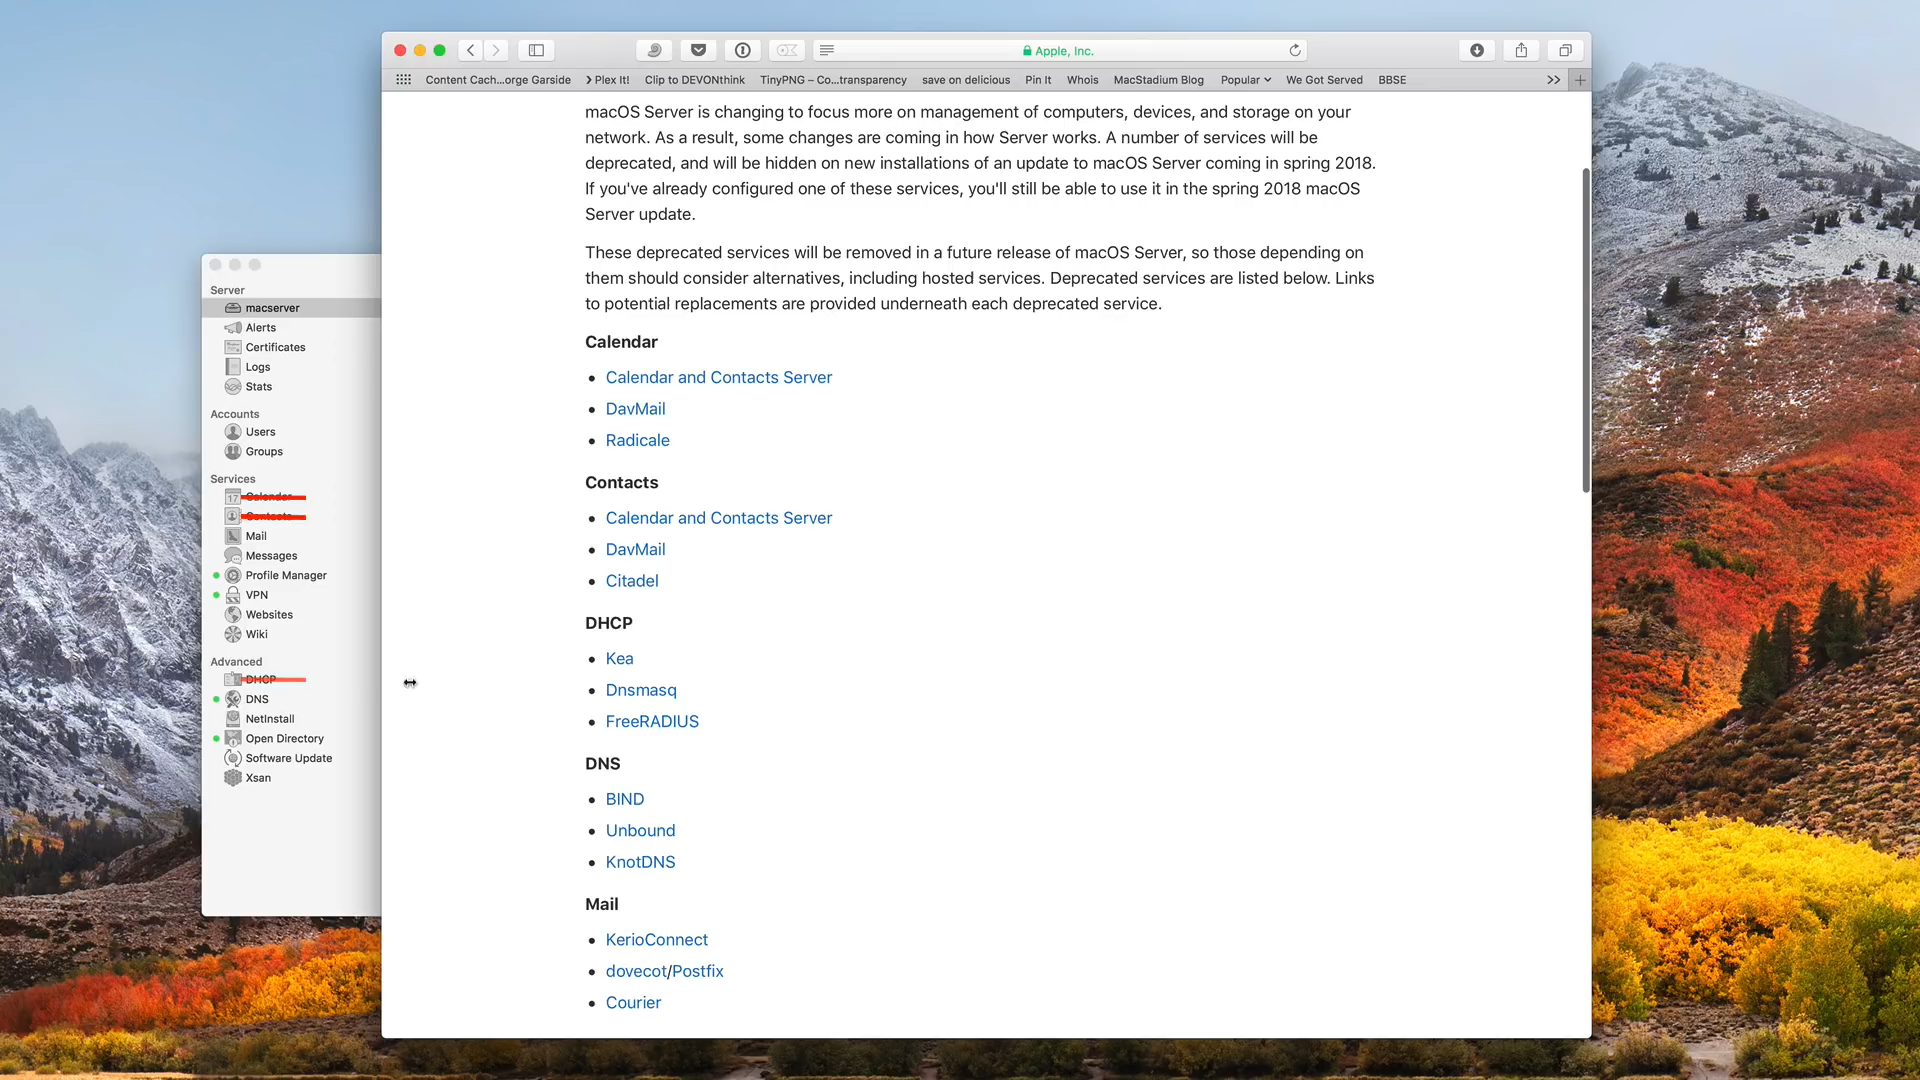 Apple, Inc.
Content Cach...orge Garside
Plex It!
Clip to DEVONthink
TinyPNG – Co...transparency
save on delicious
Pin It
Whois
MacStadium Blog
Popular
We Got Served
BBSE
macOS Server is changing to focus more on management of computers, devices, and storage on your
network. As a result, some changes are coming in how Server works. A number of services will be
deprecated, and will be hidden on new installations of an update to macOS Server coming in spring 2018.
If you've already configured one of these services, you'll still be able to use it in the spring 2018 macOS
Server update.
These deprecated services will be removed in a future release of macOS Server, so those depending on
them should consider alternatives, including hosted services. Deprecated services are listed below. Links
to potential replacements are provided underneath each deprecated service.
Calendar
Calendar and Contacts Server
DavMail
Radicale
Contacts
Calendar and Contacts Server
DavMail
Citadel
DHCP
Kea
Dnsmasq
FreeRADIUS
DNS
BIND
Unbound
KnotDNS
Mail
KerioConnect
dovecot/Postfix
Courier
Server
macserver
Alerts
Certificates
Logs
Stats
Accounts
Users
Groups
Services
17
Calendar
Contacts
Mail
Messages
Profile Manager
VPN
Websites
Wiki
Advanced
DHCP
DNS
NetInstall
Open Directory
Software Update
Xsan